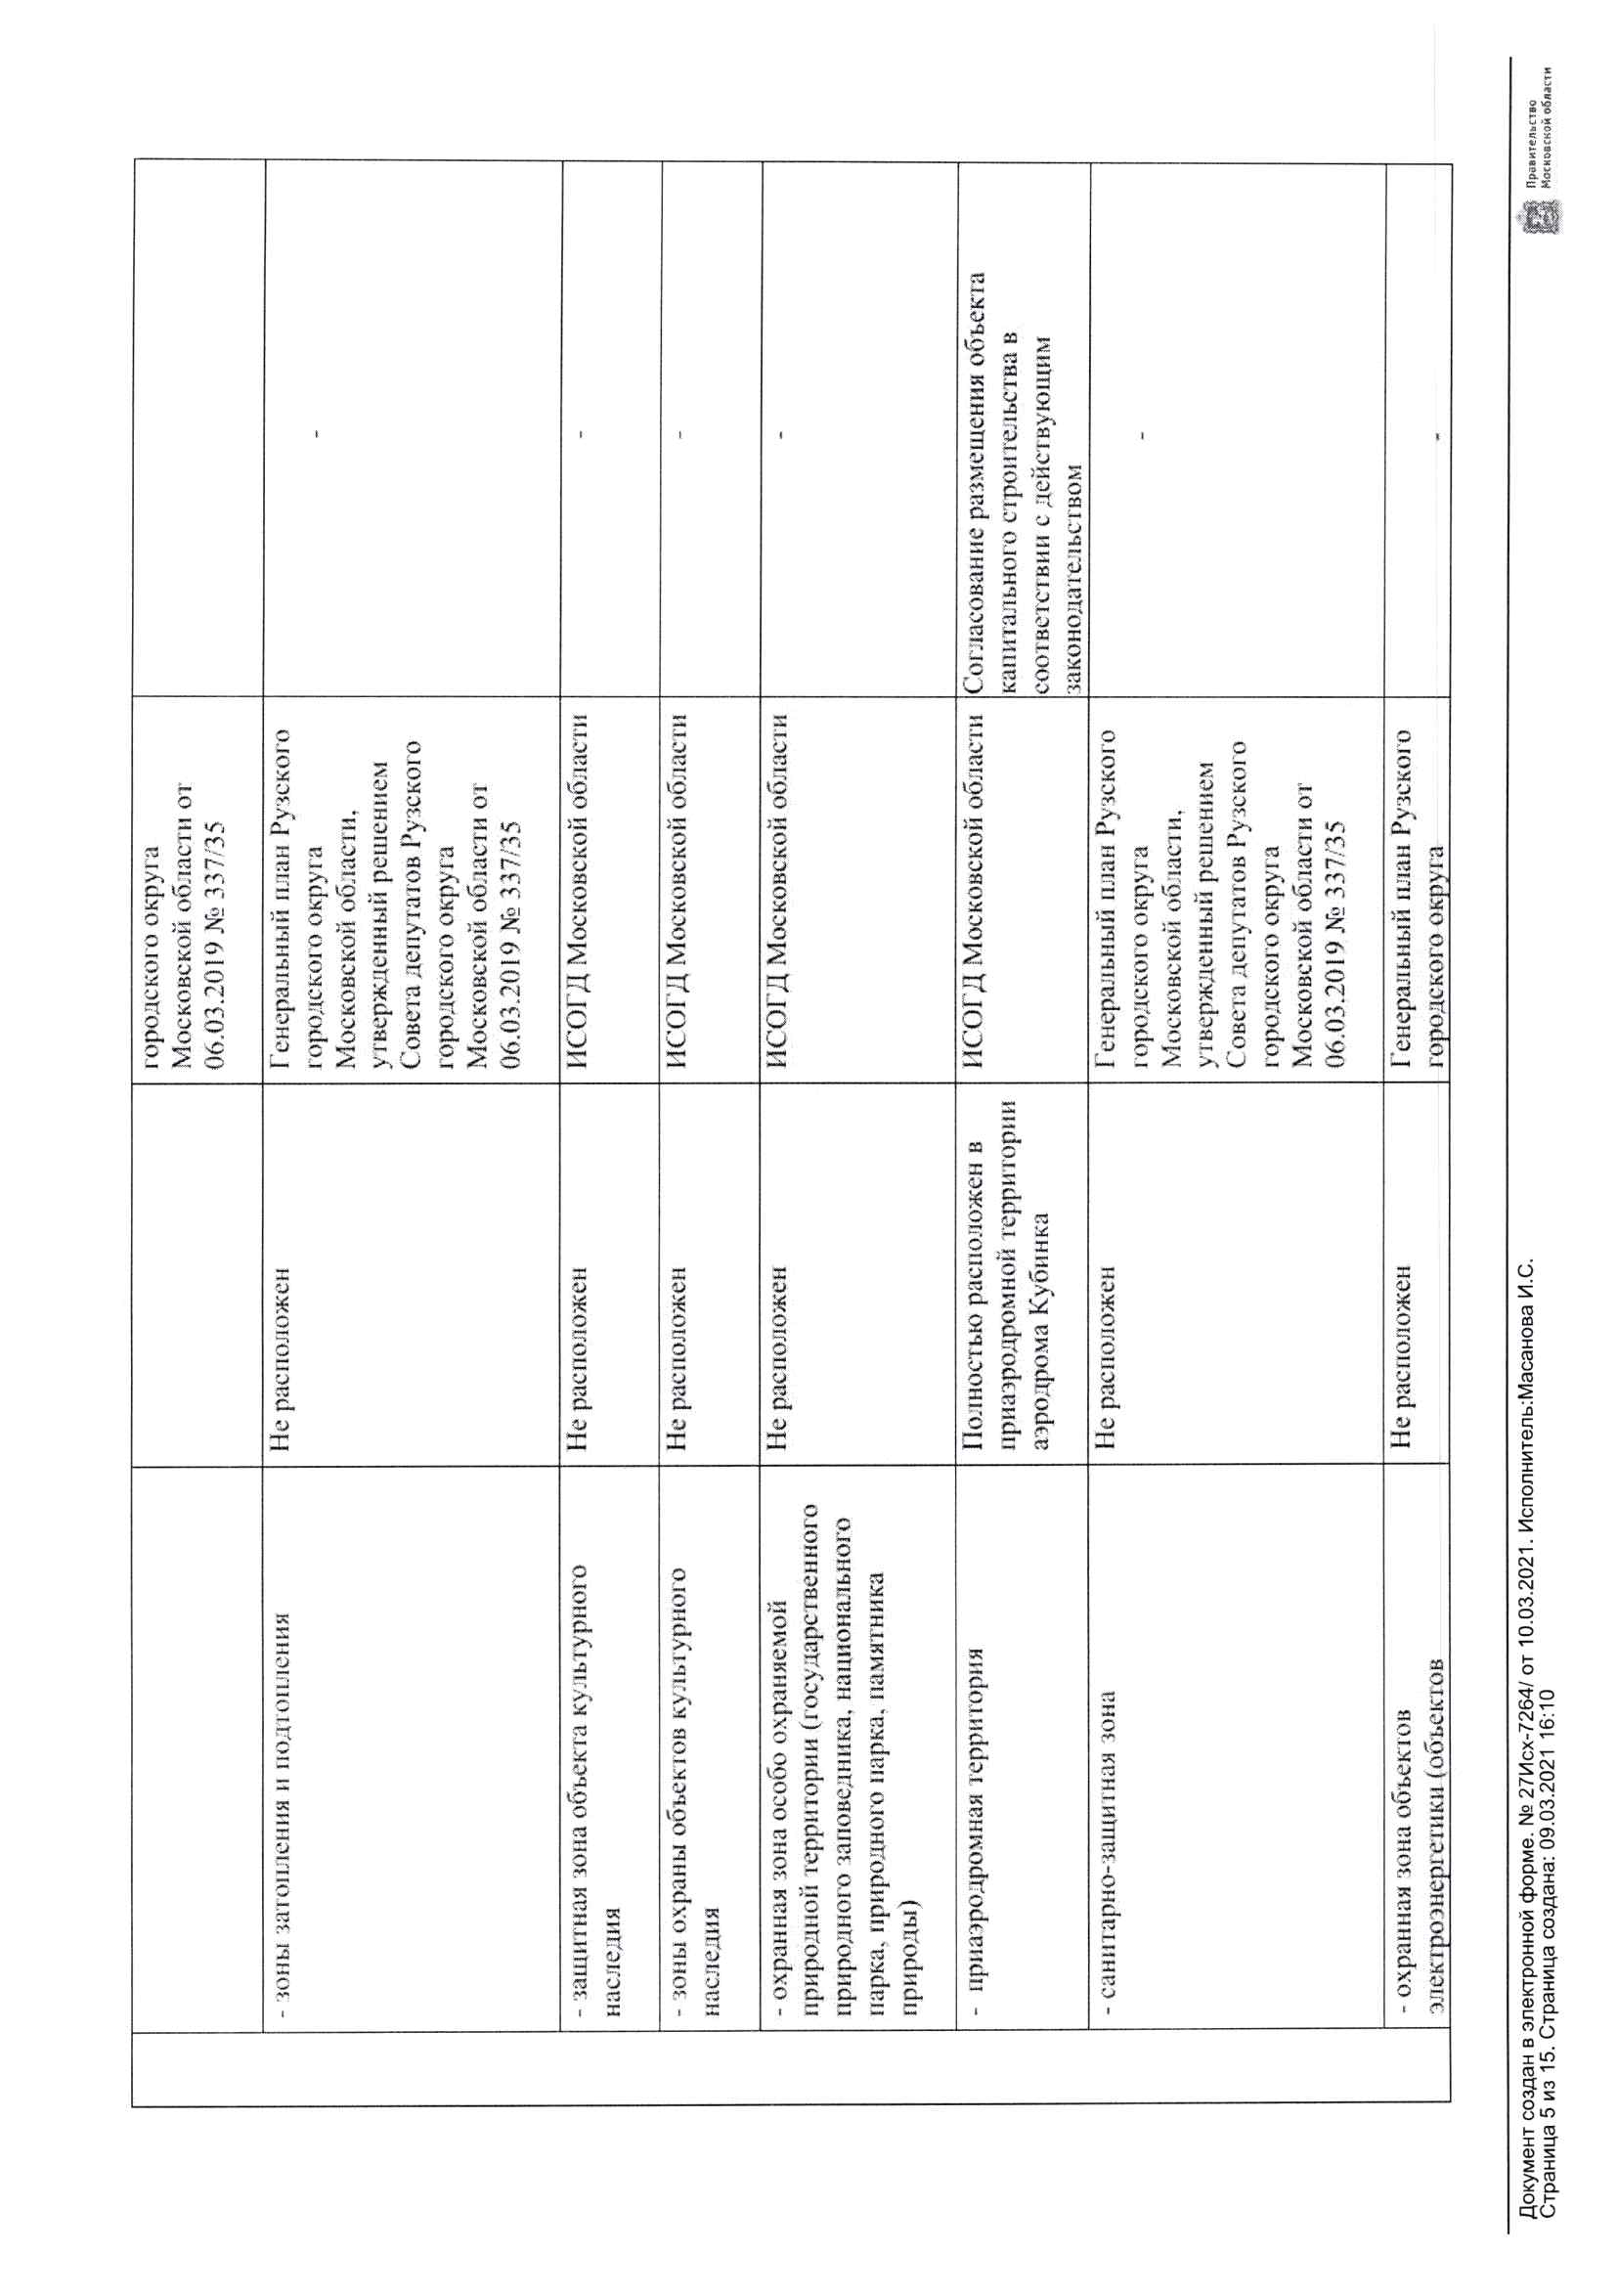 городского округа
Московской области от
06.03.2019 № 337/35
- зоны затопления и подтопления
Не расположен
Генеральный план Рузского
городского округа
Московской области,
утвержденный решением
Совета депутатов Рузского
городского округа
Московской области от
06.03.2019 № 337/35
-
- защитная зона объекта культурного
наследия
Не расположен
ИСОГД Московской области
-
- зоны охраны объектов культурного
наследия
Не расположен
ИСОГД Московской области
-
- охранная зона особо охраняемой
природной территории (государственного
природного заповедника, национального
парка, природного парка, памятника
природы)
Не расположен
ИСОГД Московской области
-
- приаэродромная территория
Полностью расположен в
приаэродромной территории
аэродрома Кубинка
ИСОГД Московской области
Согласование размещения объекта
капитального строительства в
соответствии с действующим
законодательством
- санитарно-защитная зона
Не расположен
Генеральный план Рузского
городского округа
Московской области,
утвержденный решением
Совета депутатов Рузского
городского округа
Московской области от
06.03.2019 № 337/35
-
- охранная зона объектов
электроэнергетики (объектов
Не расположен
Генеральный план Рузского
городского округа
-
Документ создан в электронной форме. № 27Исх-7264/ от 10.03.2021. Исполнитель:Масанова И.С.
Страница 5 из 15. Страница создана: 09.03.2021 16:10
Правительство
Московской области